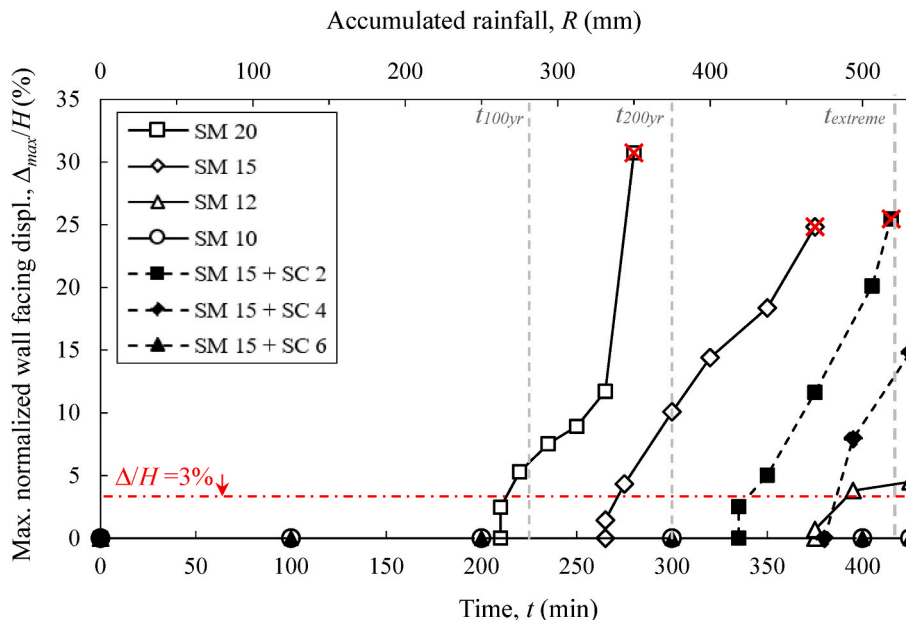 Accumulated rainfall, R (mm)
0 100 200 300 400 500
35
30
25
20
15
10
5
0
Max. normalized wall facing displ., Δmax/H (%)
t100yr
t200yr
textreme
SM 20
SM 15
SM 12
SM 10
SM 15 + SC 2
SM 15 + SC 4
SM 15 + SC 6
Δ/H =3%
0 50 100 150 200 250 300 350 400
Time, t (min)